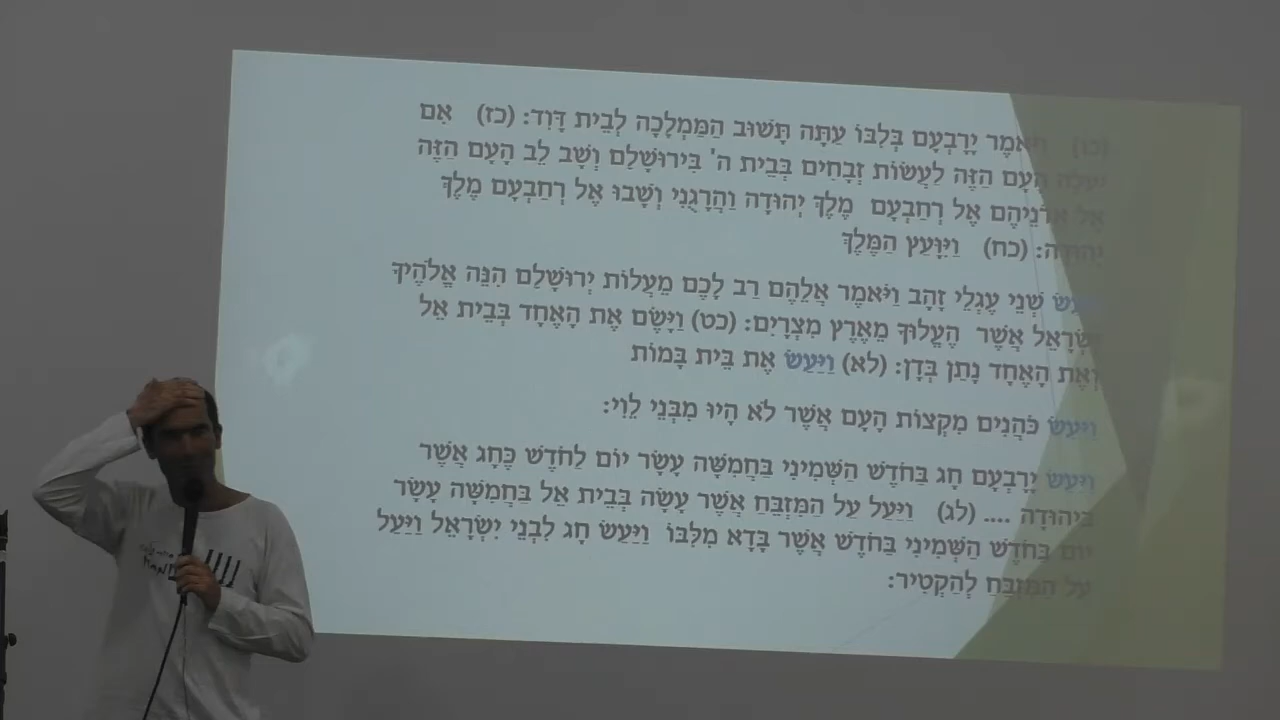 (כו) וַיֹּאמֶר יָרָבְעָם בְּלִבּוֹ עַתָּה תָּשׁוּב הַמַּמְלָכָה לְבֵית דָּוִד: (כז) אִם
יַעֲלֶה הָעָם הַזֶּה לַעֲשׂוֹת זְבָחִים בְּבֵית ה' בִּירוּשָׁלִַם וְשָׁב לֵב הָעָם הַזֶּה
אֶל אֲדֹנֵיהֶם אֶל רְחַבְעָם מֶלֶךְ יְהוּדָה וַהֲרָגֻנִי וְשָׁבוּ אֶל רְחַבְעָם מֶלֶךְ
יְהוּדָה: (כח) וַיִּוָּעַץ הַמֶּלֶךְ
וַיַּעַשׂ שְׁנֵי עֶגְלֵי זָהָב וַיֹּאמֶר אֲלֵהֶם רַב לָכֶם מֵעֲלוֹת יְרוּשָׁלִַם הִנֵּה אֱלֹהֶיךָ
יִשְׂרָאֵל אֲשֶׁר הֶעֱלוּךָ מֵאֶרֶץ מִצְרָיִם: (כט) וַיָּשֶׂם אֶת הָאֶחָד בְּבֵית אֵל
וְאֶת הָאֶחָד נָתַן בְּדָן: (לא) וַיַּעַשׂ אֶת בֵּית בָּמוֹת
וַיַּעַשׂ כֹּהֲנִים מִקְצוֹת הָעָם אֲשֶׁר לֹא הָיוּ מִבְּנֵי לֵוִי:
וַיַּעַשׂ יָרָבְעָם חָג בַּחֹדֶשׁ הַשְּׁמִינִי בַּחֲמִשָּׁה עָשָׂר יוֹם לַחֹדֶשׁ כֶּחָג אֲשֶׁר
בִּיהוּדָה .... (לג) וַיַּעַל עַל הַמִּזְבֵּחַ אֲשֶׁר עָשָׂה בְּבֵית אֵל בַּחֲמִשָּׁה עָשָׂר
יוֹם בַּחֹדֶשׁ הַשְּׁמִינִי בַּחֹדֶשׁ אֲשֶׁר בָּדָא מִלִּבּוֹ וַיַּעַשׂ חָג לִבְנֵי יִשְׂרָאֵל וַיַּעַל
עַל הַמִּזְבֵּחַ לְהַקְטִיר: